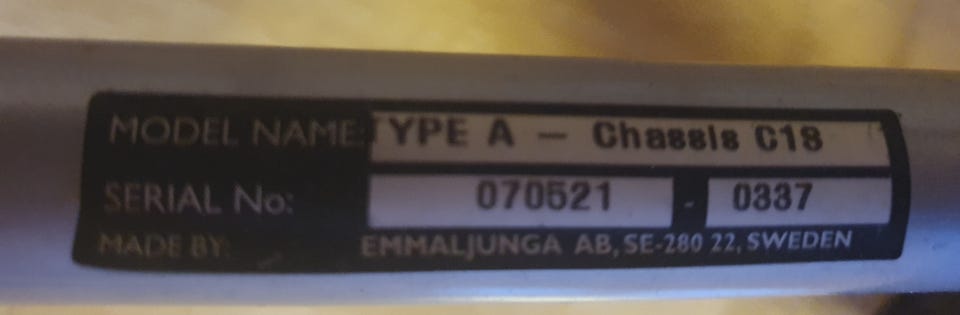 MODEL NAME: TYPE A - Chassis C18
SERIAL No: 070521 - 0337
MADE BY: EMMALJUNGA AB, SE-280 22, SWEDEN